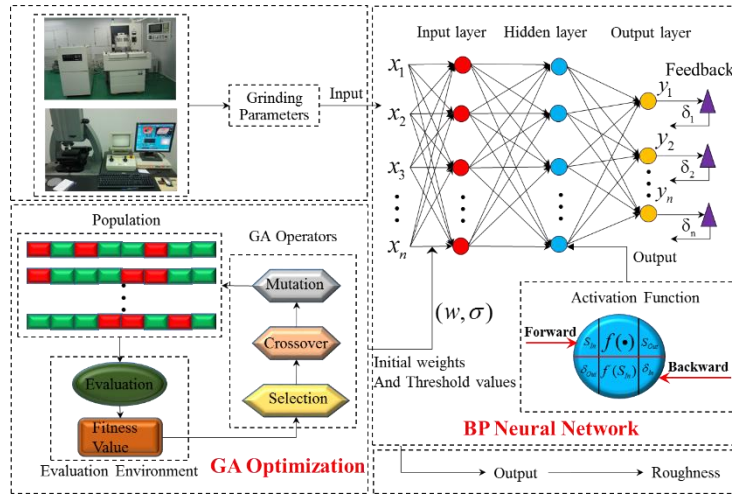 Grinding
Parameters
Input
Input layer
Hidden layer
Output layer
Feedback
x1
x2
x3
xn
y1
y2
yn
δ1
δ2
δn
Output
(w,σ)
Initial weights
And Threshold values
Activation Function
Forward
Backward
SIn
f(•)
SOut
δOut
f(SIn)
δIn
BP Neural Network
Population
GA Operators
Mutation
Crossover
Selection
Evaluation
Fitness
Value
Evaluation Environment
GA Optimization
Output
Roughness